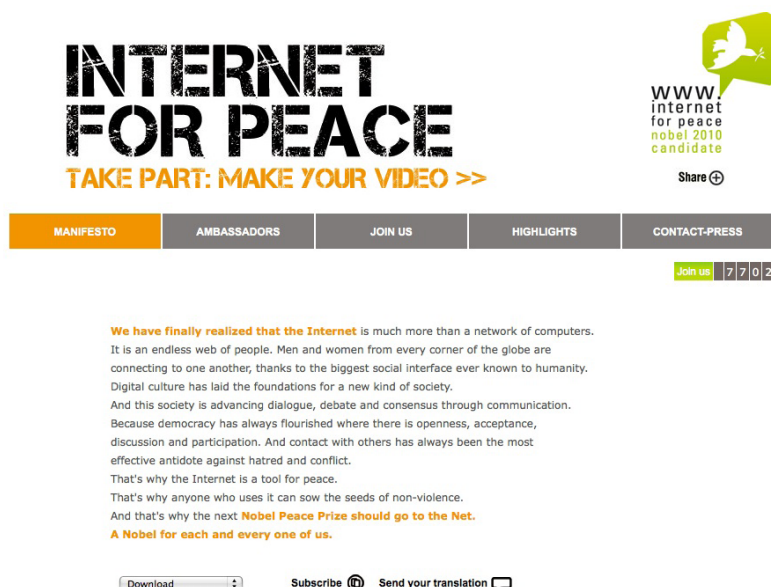 INTERNET
FOR PEACE
TAKE PART: MAKE YOUR VIDEO >>
www.
internet
for peace
nobel 2010
candidate
Share
MANIFESTO AMBASSADORS JOIN US HIGHLIGHTS CONTACT-PRESS
Join us 7 7 0 2
We have finally realized that the Internet is much more than a network of computers.
It is an endless web of people. Men and women from every corner of the globe are
connecting to one another, thanks to the biggest social interface ever known to humanity.
Digital culture has laid the foundations for a new kind of society.
And this society is advancing dialogue, debate and consensus through communication.
Because democracy has always flourished where there is openness, acceptance,
discussion and participation. And contact with others has always been the most
effective antidote against hatred and conflict.
That's why the Internet is a tool for peace.
That's why anyone who uses it can sow the seeds of non-violence.
And that's why the next Nobel Peace Prize should go to the Net.
A Nobel for each and every one of us.
Download Subscribe Send your translation